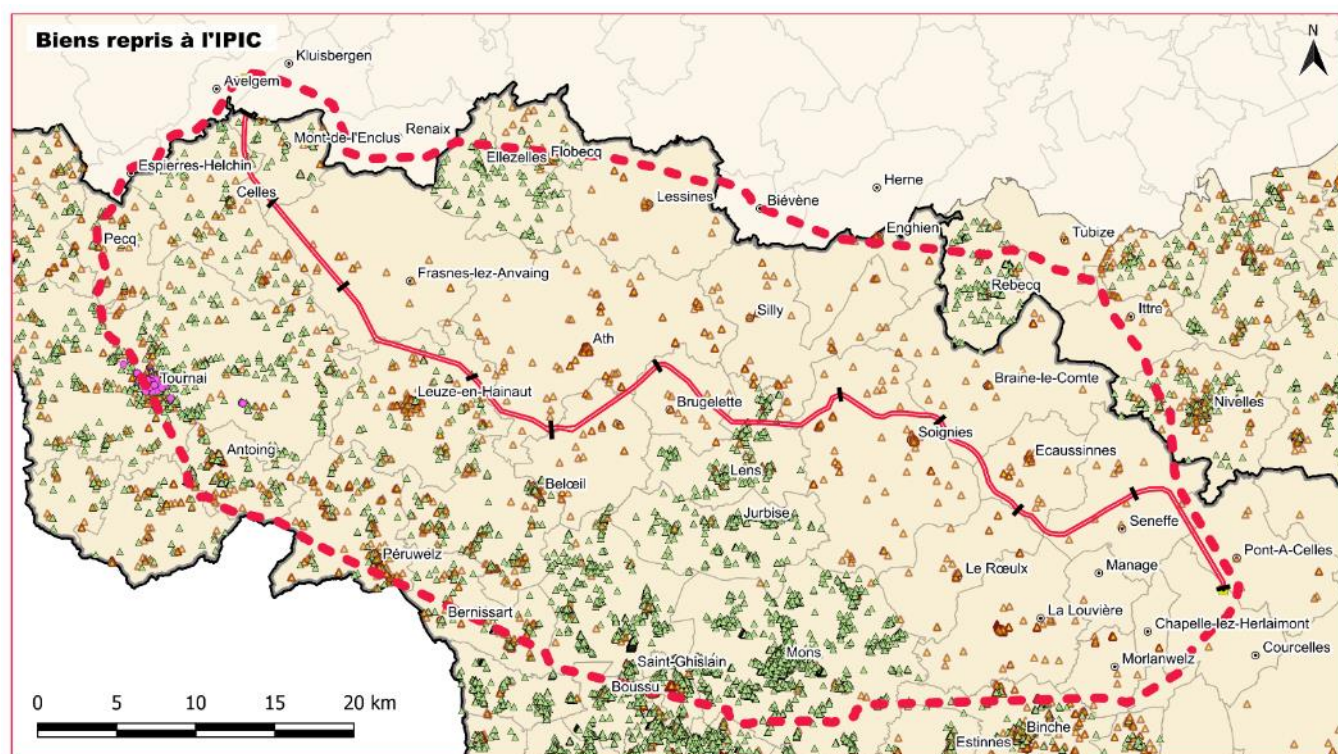 Biens repris à l'IPIC
N
Kluisbergen
Avelgem
Renaix
Mont-de-l'Enclus
Espierres-Helchin
Ellezelles
Flobecq
Celles
Lessines
Herne
Biévène
Pecq
Enghien
Tubize
Frasnes-lez-Anvaing
Rebecq
Silly
Ittre
Ath
Tournai
Leuze-en-Hainaut
Brugelette
Braine-le-Comte
Nivelles
Soignies
Antoing
Ecaussinnes
Lens
Belœil
Jurbise
Seneffe
Péruwelz
Pont-A-Celles
Le Rœulx
Manage
Bernissart
La Louvière
Chapelle-lez-Herlaimont
Mons
Saint-Ghislain
Courcelles
Morlanwelz
Boussu
0 5 10 15 20 km
Binche
Estinnes